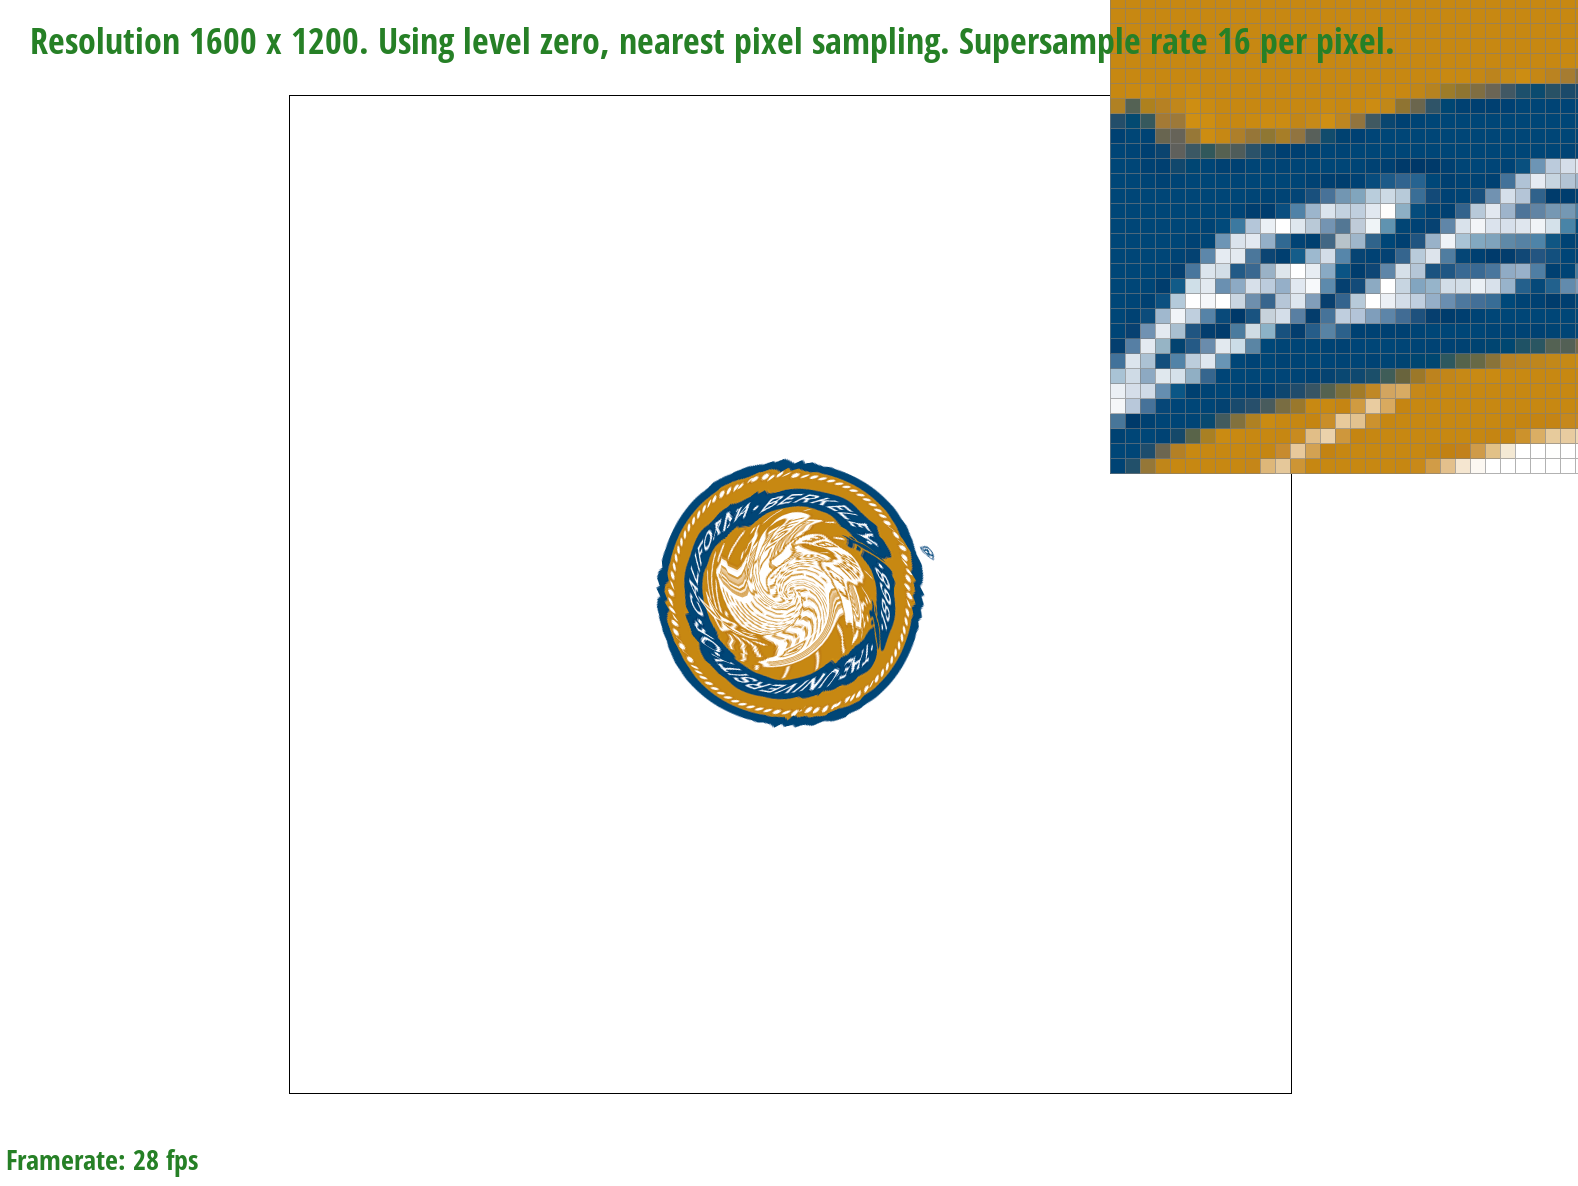 Resolution 1600 x 1200. Using level zero, nearest pixel sampling. Supersample rate 16 per pixel.
CALIFORNIA · BERKELEY
1868
· THE UNIVERSITY OF
®
Framerate: 28 fps